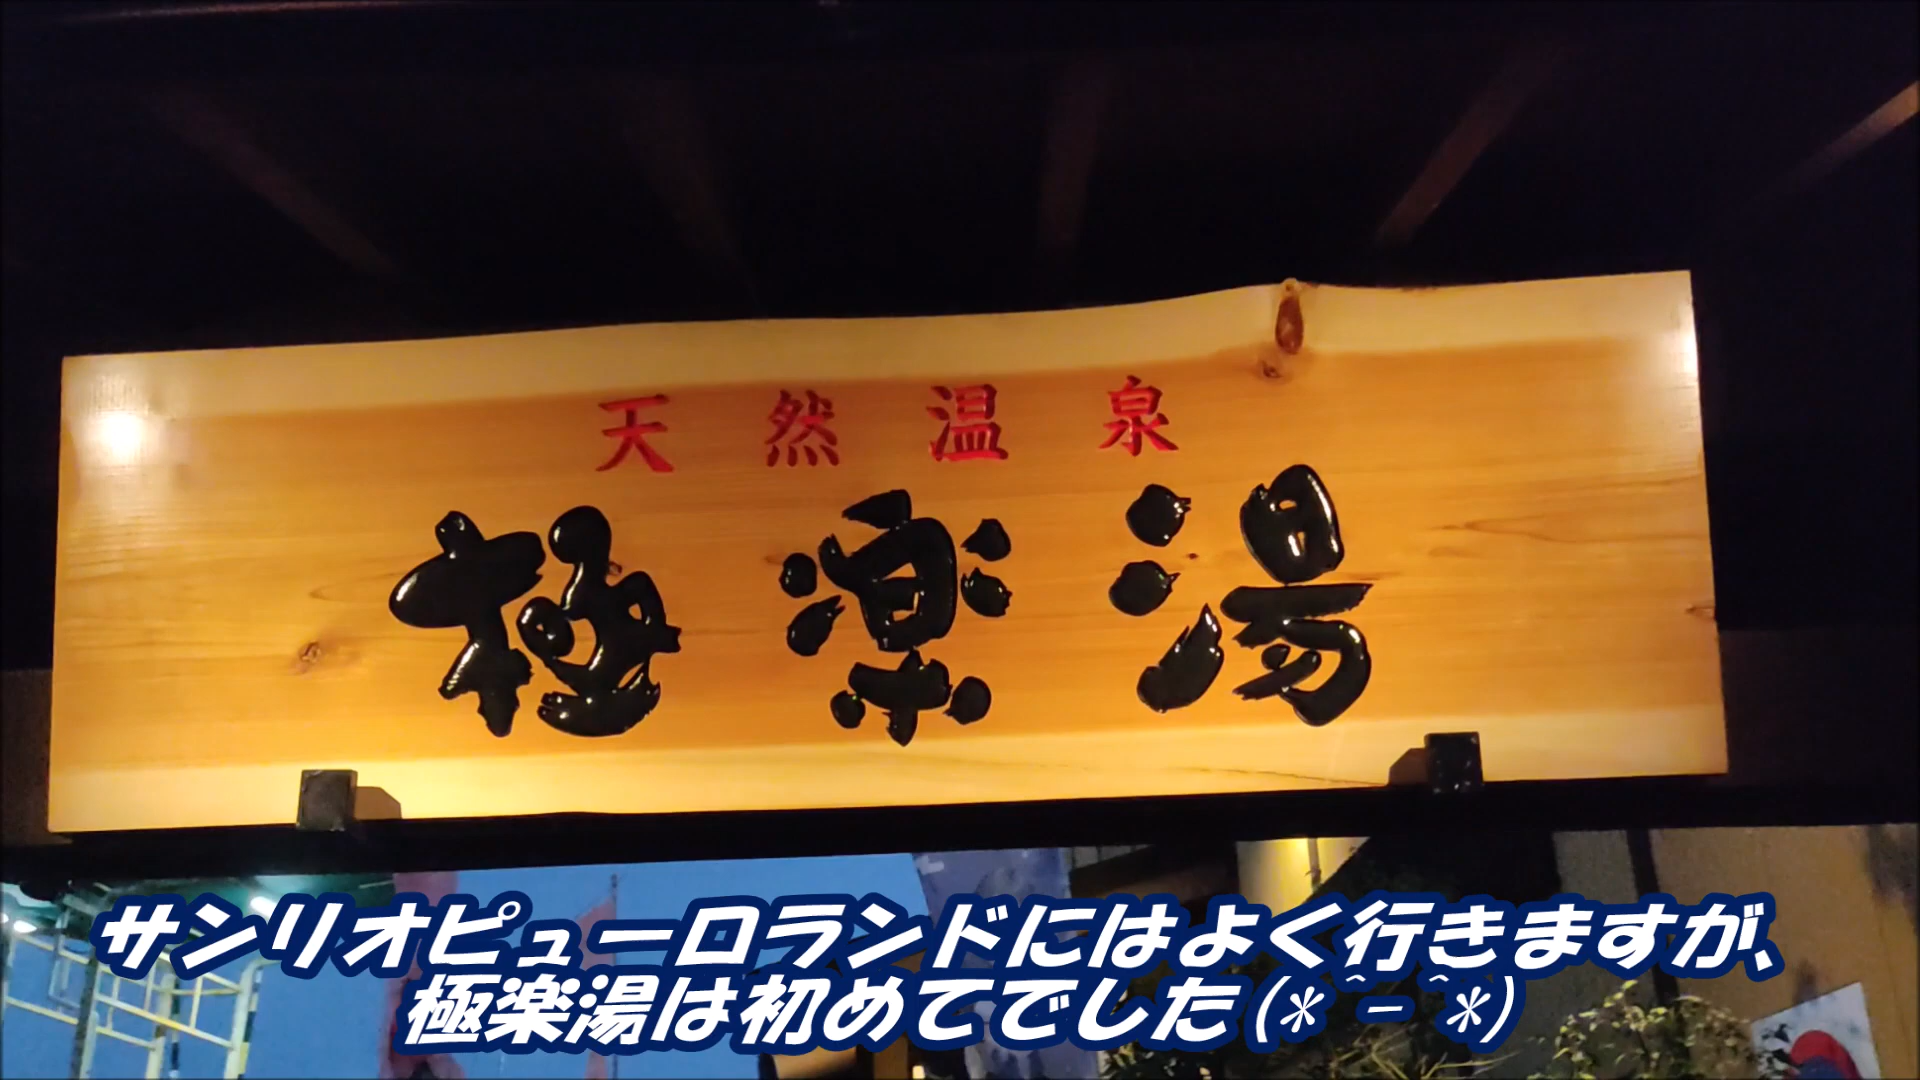 天然温泉
極楽湯
サンリオピューロランドにはよく行きますが、
極楽湯は初めてでした(*^-^*)